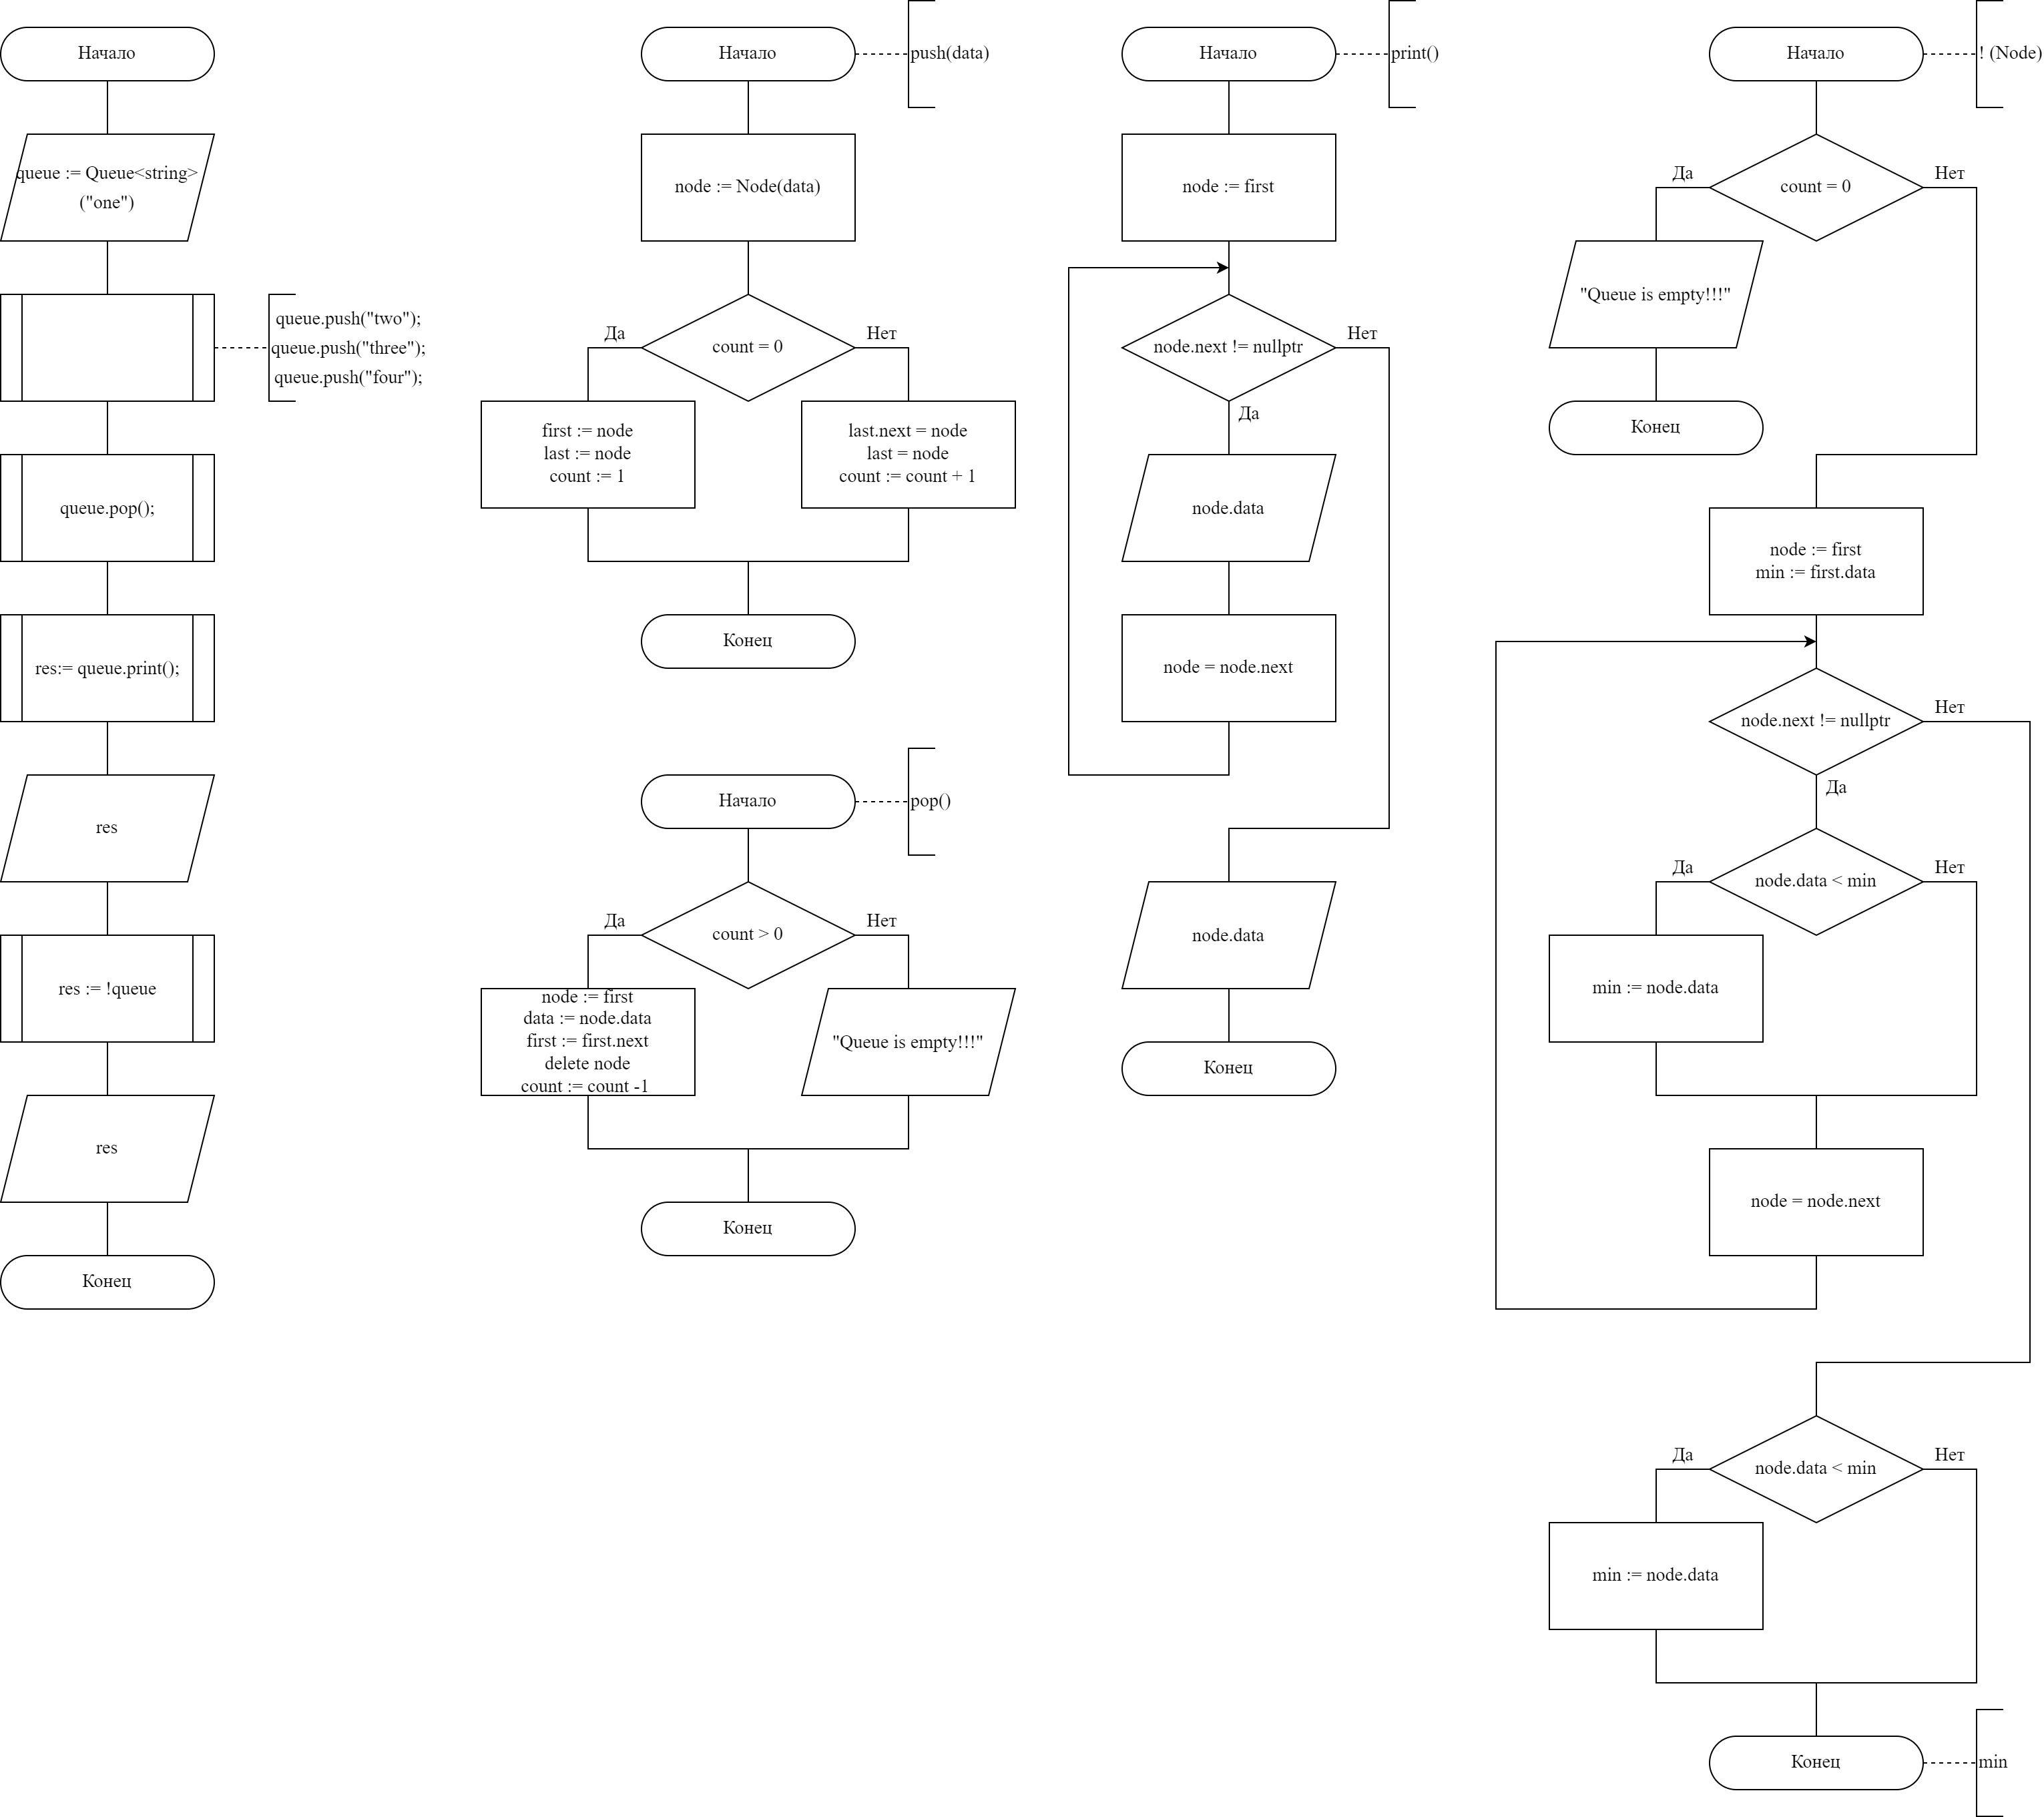 Начало
queue := Queue<string>
("one")
queue.push("two");
queue.push("three");
queue.push("four");
queue.pop();
res:= queue.print();
res
res := !queue
res
Конец
Начало
push(data)
node := Node(data)
count = 0
Да
Нет
first := node
last := node
count := 1
last.next = node
last = node
count := count + 1
Конец
Начало
pop()
count > 0
Да
Нет
node := first
data := node.data
first := first.next
delete node
count := count -1
"Queue is empty!!!"
Конец
Начало
print()
node := first
node.next != nullptr
Нет
Да
node.data
node = node.next
node.data
Конец
Начало
! (Node)
count = 0
Да
Нет
"Queue is empty!!!"
Конец
node := first
min := first.data
node.next != nullptr
Нет
Да
node.data < min
Да
Нет
min := node.data
node = node.next
node.data < min
Да
Нет
min := node.data
Конец
min